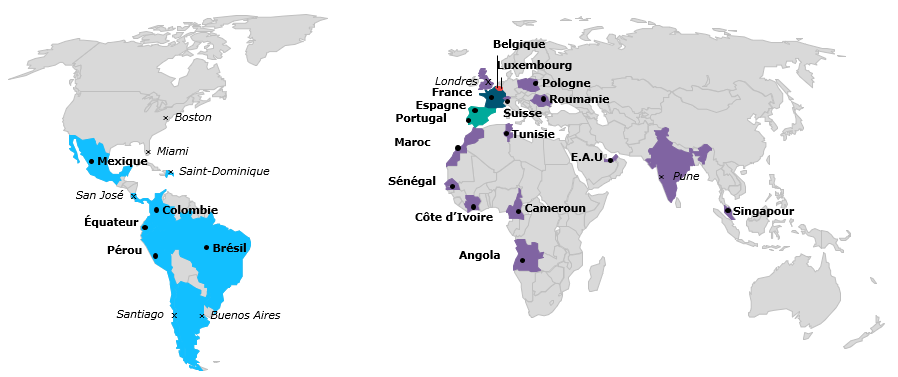 Belgique
Luxembourg
Londres
Pologne
France
Roumanie
Espagne
Suisse
Portugal
Boston
Tunisie
Maroc
Miami
E.A.U
Mexique
Saint-Dominique
Pune
Sénégal
San José
Colombie
Côte d’Ivoire
Cameroun
Singapour
Équateur
Pérou
Brésil
Angola
Santiago
Buenos Aires